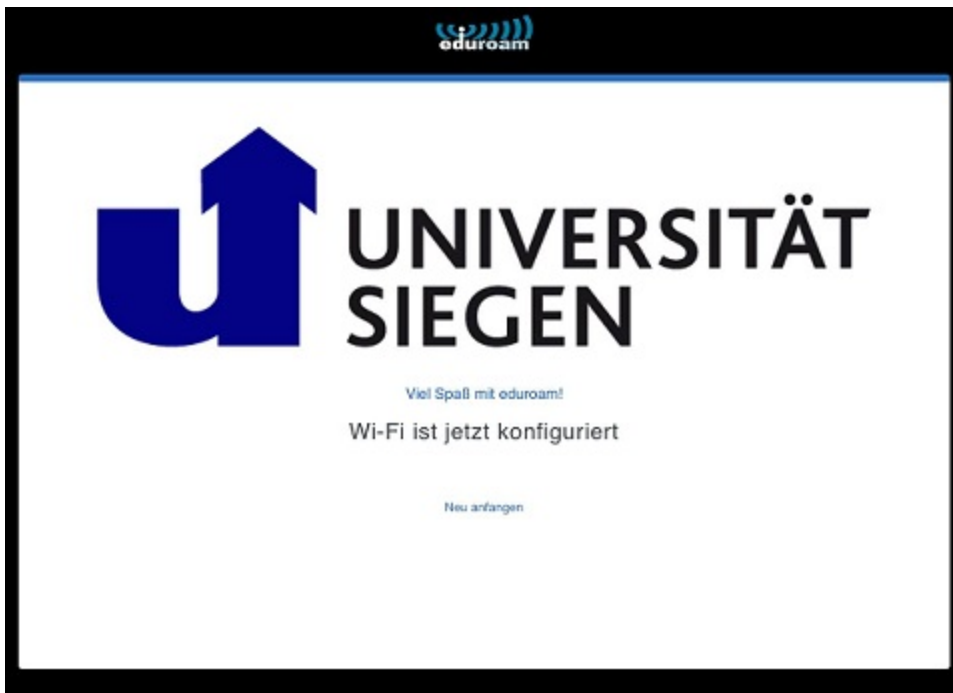 eduroam
UNIVERSITÄT
SIEGEN
Viel Spaß mit eduroam!
Wi-Fi ist jetzt konfiguriert
Neu anfangen